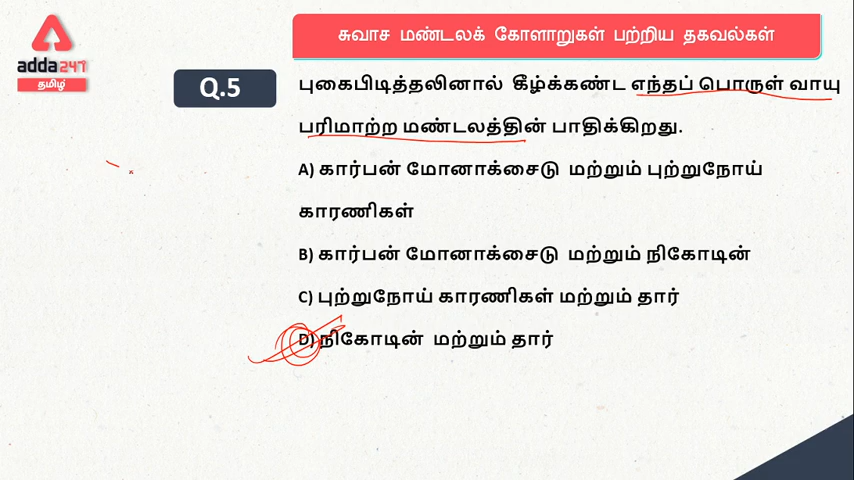 சுவாச மண்டலக் கோளாறுகள் பற்றிய தகவல்கள்
adda247
தமிழ்
Q.5
புகைபிடித்தலினால் கீழ்க்கண்ட எந்தப் பொருள் வாயு
பரிமாற்ற மண்டலத்தின் பாதிக்கிறது.
A) கார்பன் மோனாக்சைடு மற்றும் புற்றுநோய்
காரணிகள்
B) கார்பன் மோனாக்சைடு மற்றும் நிகோடின்
C) புற்றுநோய் காரணிகள் மற்றும் தார்
D) நிகோடின் மற்றும் தார்